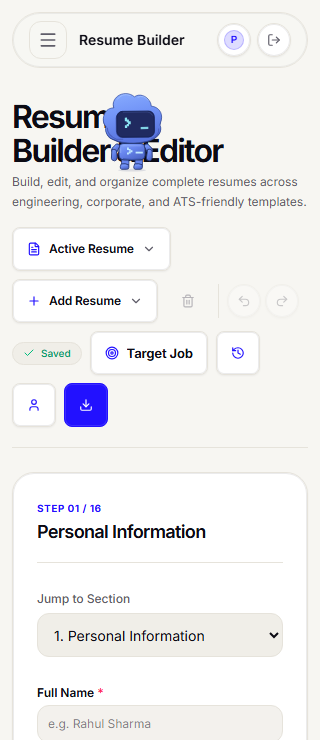 Resume Builder
P
Resume
Builder Editor
Build, edit, and organize complete resumes across
engineering, corporate, and ATS-friendly templates.
Active Resume
Add Resume
Saved
Target Job
STEP 01 / 16
Personal Information
Jump to Section
1. Personal Information
Full Name *
e.g. Rahul Sharma